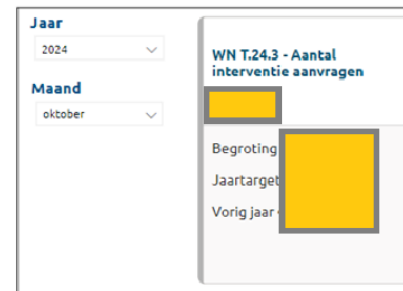 Jaar
2024
Maand
oktober
WN T.24.3 - Aantal
interventie aanvragen
Begroting
Jaartarget
Vorig jaar